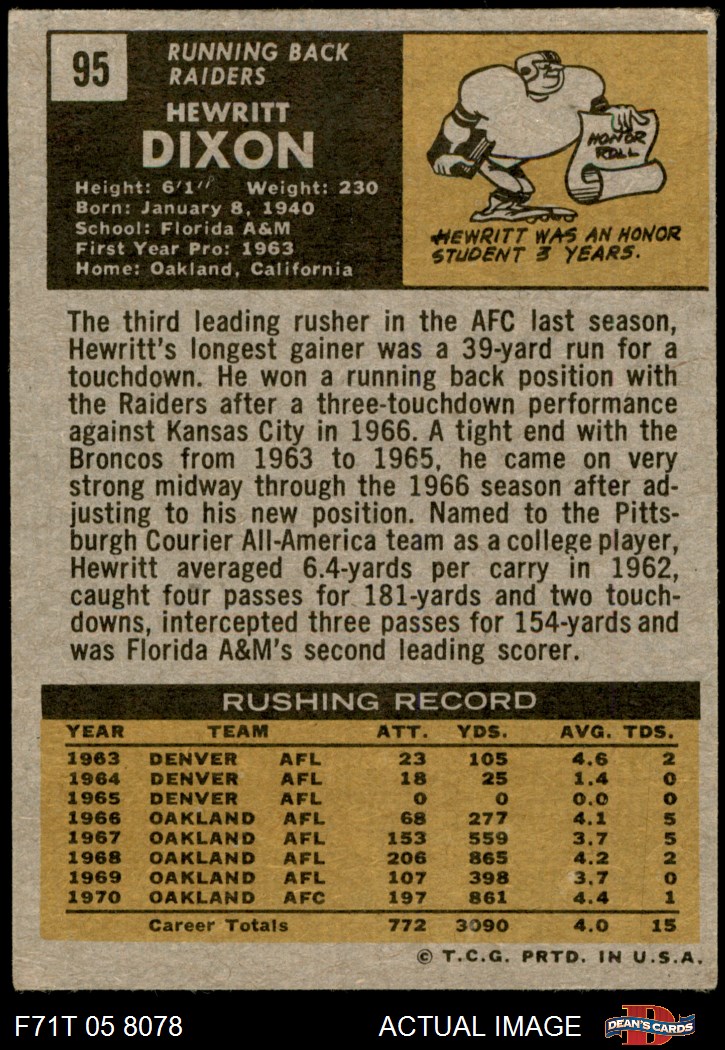 95
RUNNING BACK
RAIDERS
HEWRITT
DIXON
Height: 6'1" Weight: 230
Born: January 8, 1940
School: Florida A&M
First Year Pro: 1963
Home: Oakland, California
HONOR
ROLL
HEWRITT WAS AN HONOR
STUDENT 3 YEARS.
The third leading rusher in the AFC last season,
Hewritt's longest gainer was a 39-yard run for a
touchdown. He won a running back position with
the Raiders after a three-touchdown performance
against Kansas City in 1966. A tight end with the
Broncos from 1963 to 1965, he came on very
strong midway through the 1966 season after ad-
justing to his new position. Named to the Pitts-
burgh Courier All-America team as a college player,
Hewritt averaged 6.4-yards per carry in 1962,
caught four passes for 181-yards and two touch-
downs, intercepted three passes for 154-yards and
was Florida A&M's second leading scorer.
RUSHING RECORD
YEAR TEAM ATT. YDS. AVG. TDS.
1963 DENVER AFL 23 105 4.6 2
1964 DENVER AFL 18 25 1.4 0
1965 DENVER AFL 0 0 0.0 0
1966 OAKLAND AFL 68 277 4.1 5
1967 OAKLAND AFL 153 559 3.7 5
1968 OAKLAND AFL 206 865 4.2 2
1969 OAKLAND AFL 107 398 3.7 0
1970 OAKLAND AFC 197 861 4.4 1
Career Totals 772 3090 4.0 15
© T.C.G. PRTD. IN U.S.A.
F71T 05 8078 ACTUAL IMAGE
D
DEAN'S CARDS